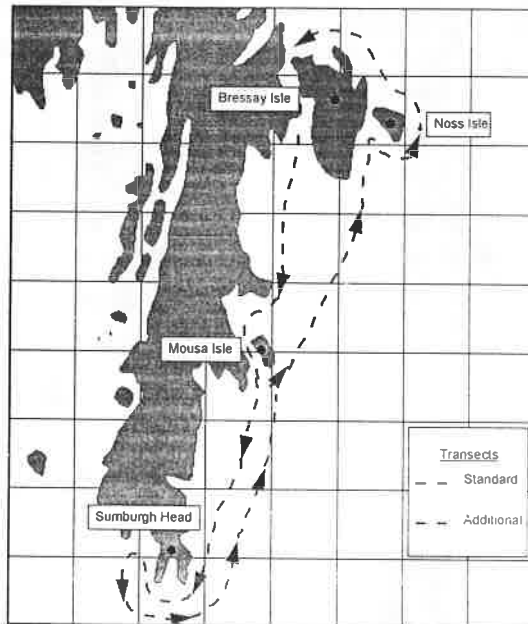 Bressay Isle
Noss Isle
Mousa Isle
Transects
Standard
Additional
Sumburgh Head